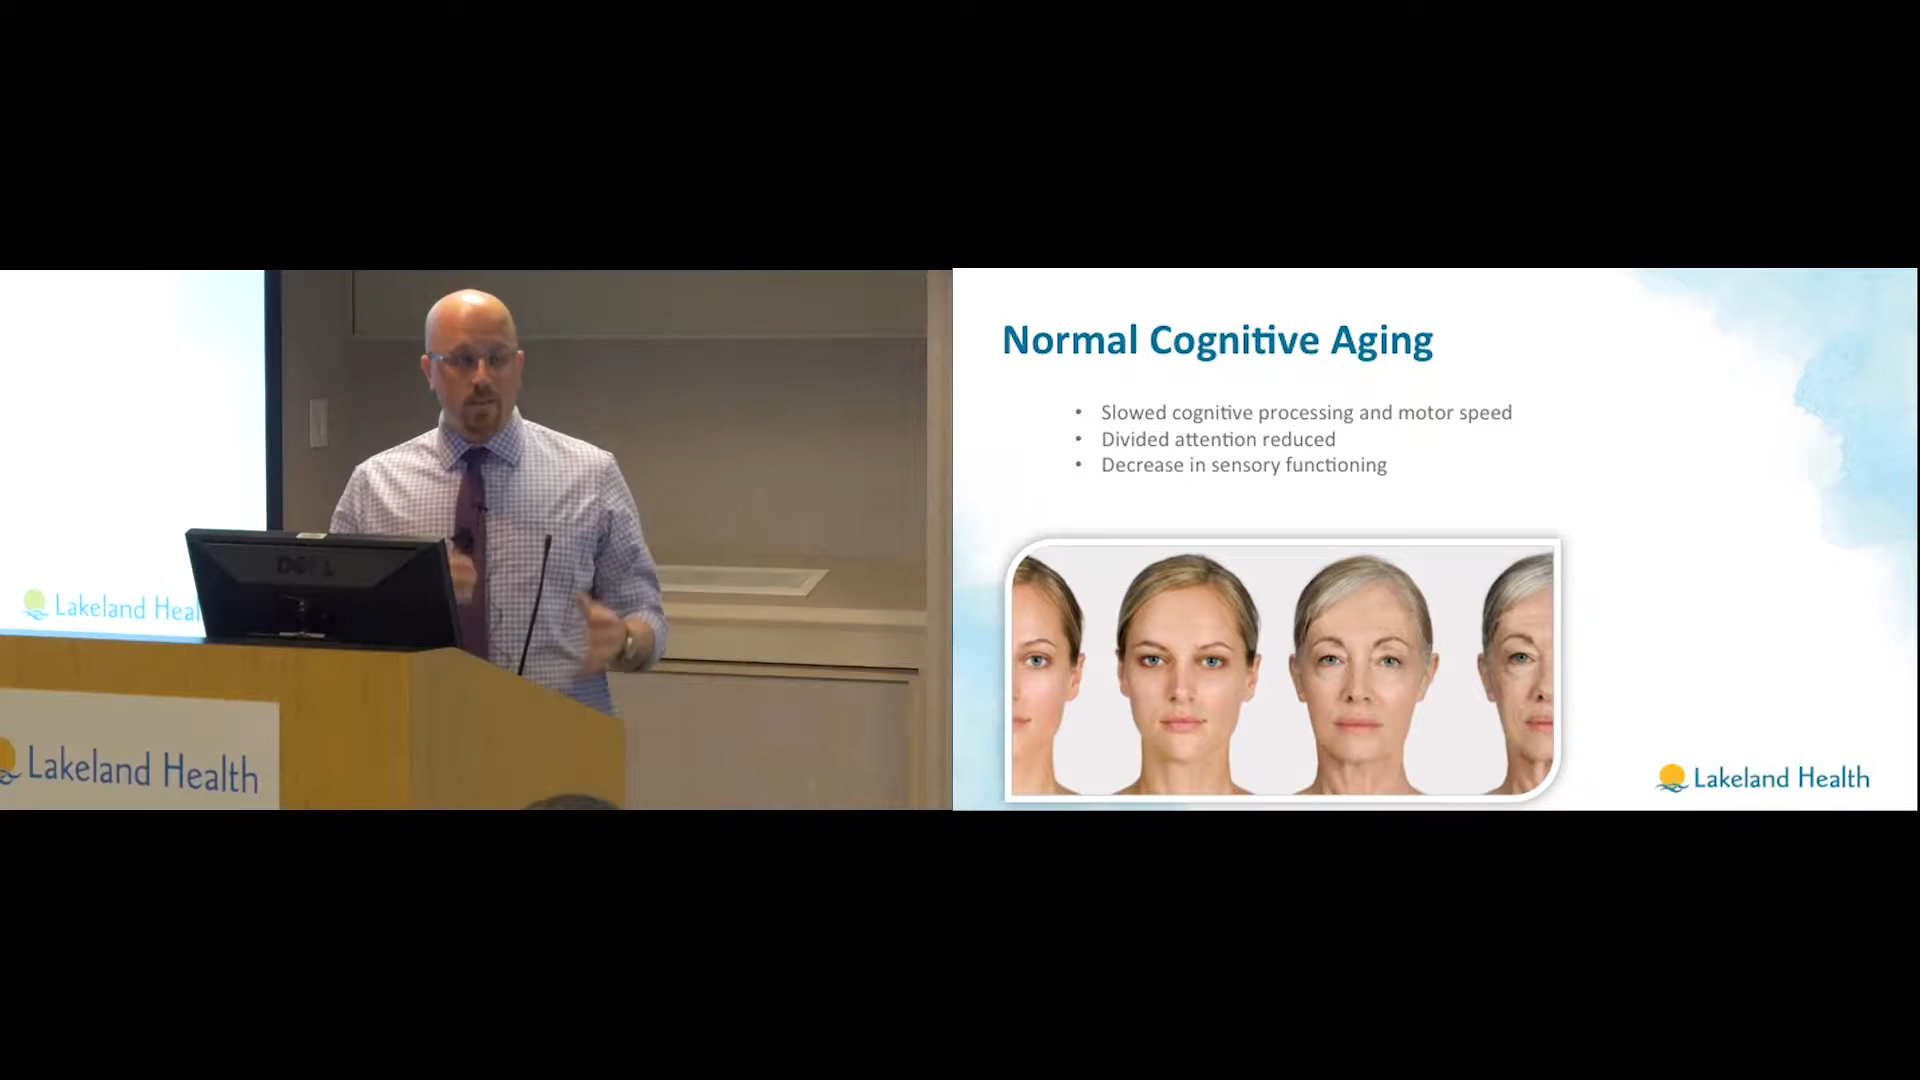 Lakeland Heal
DELL
Lakeland Health
Normal Cognitive Aging
• Slowed cognitive processing and motor speed
• Divided attention reduced
• Decrease in sensory functioning
Lakeland Health